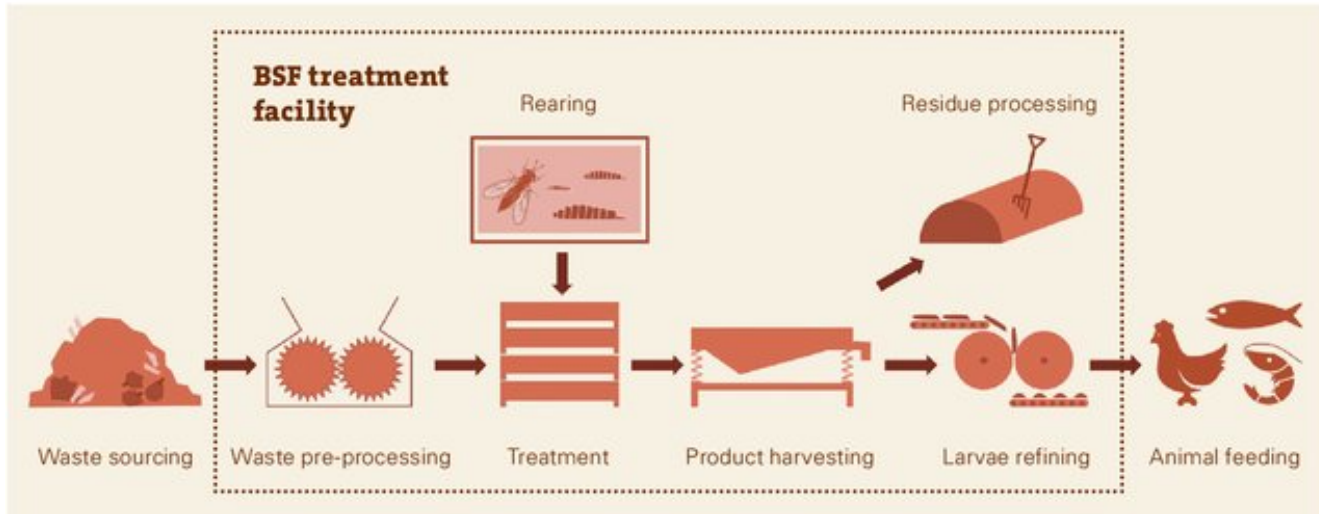 BSF treatment
facility
Rearing
Residue processing
Waste sourcing
Waste pre-processing
Treatment
Product harvesting
Larvae refining
Animal feeding